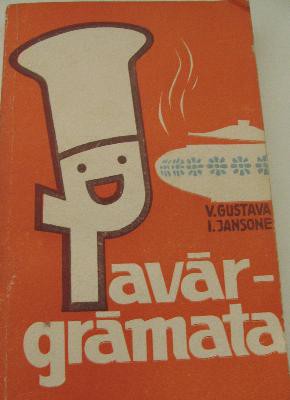 V.GUSTAVA
I.JANSONE
Pavār-
grāmata